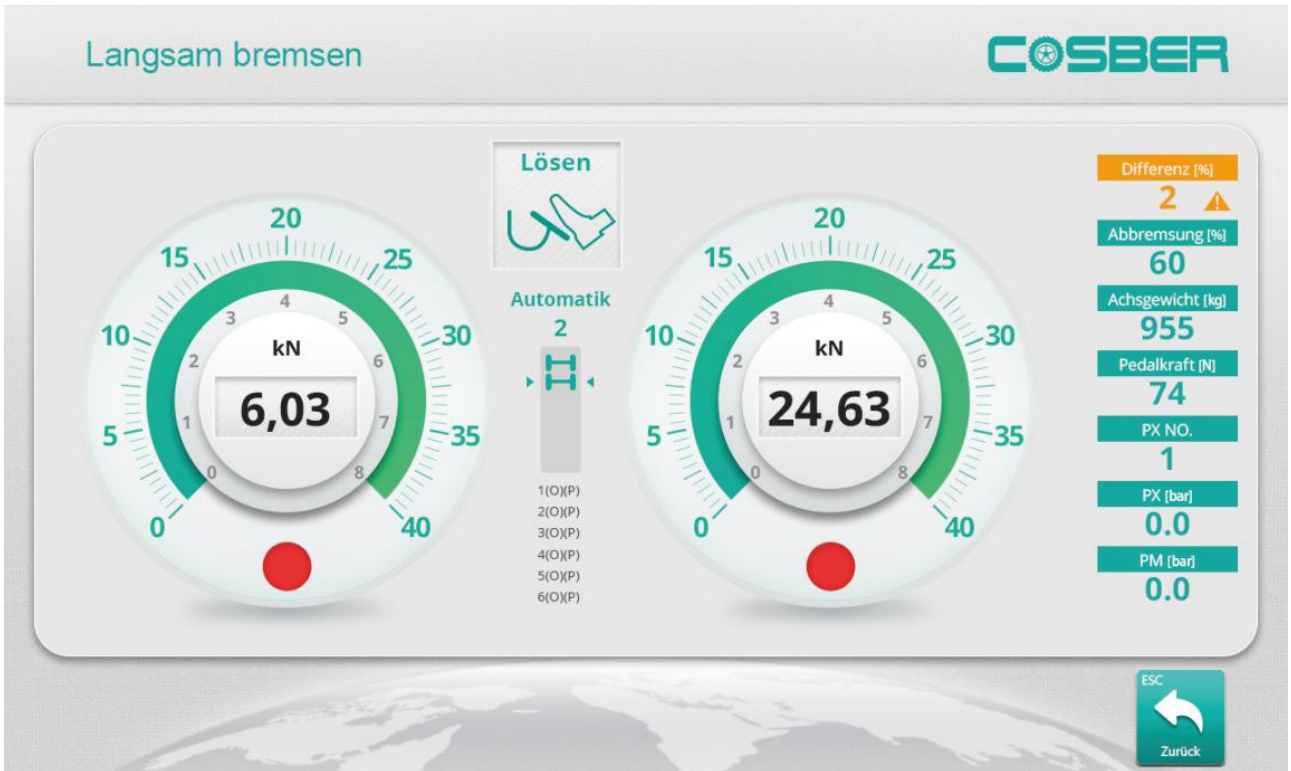 Langsam bremsen
COSBER
20
15
25
10
30
5
35
0
40
4
3
5
2
6
1
7
0
8
kN
6,03
Lösen
Automatik
2
1(O)(P)
2(O)(P)
3(O)(P)
4(O)(P)
5(O)(P)
6(O)(P)
20
15
25
10
30
5
35
0
40
4
3
5
2
6
1
7
0
8
kN
24,63
Differenz [%]
2
Abbremsung [%]
60
Achsgewicht [kg]
955
Pedalkraft [N]
74
PX NO.
1
PX [bar]
0.0
PM [bar]
0.0
ESC
Zurück